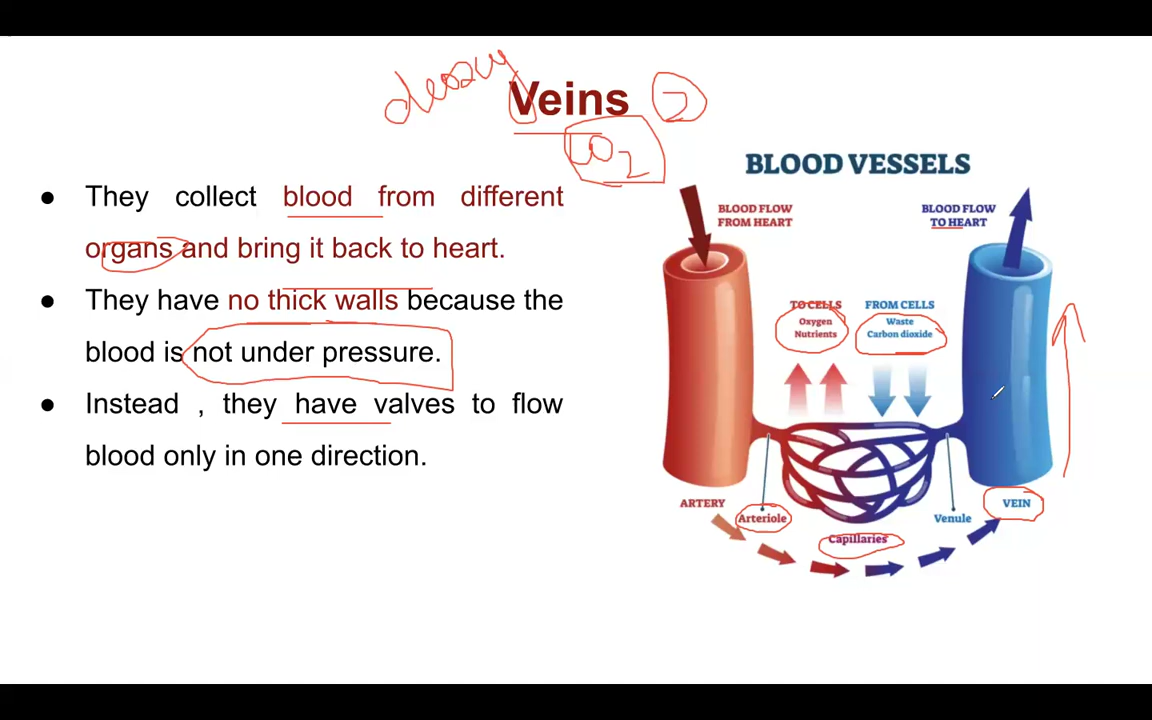 deoxy
Veins 2
CO2
● They collect blood from different
organs and bring it back to heart.
● They have no thick walls because the
blood is not under pressure.
● Instead , they have valves to flow
blood only in one direction.
BLOOD VESSELS
BLOOD FLOW
FROM HEART
BLOOD FLOW
TO HEART
TO CELLS
Oxygen
Nutrients
FROM CELLS
Waste
Carbon dioxide
ARTERY
Arteriole
Capillaries
Venule
VEIN